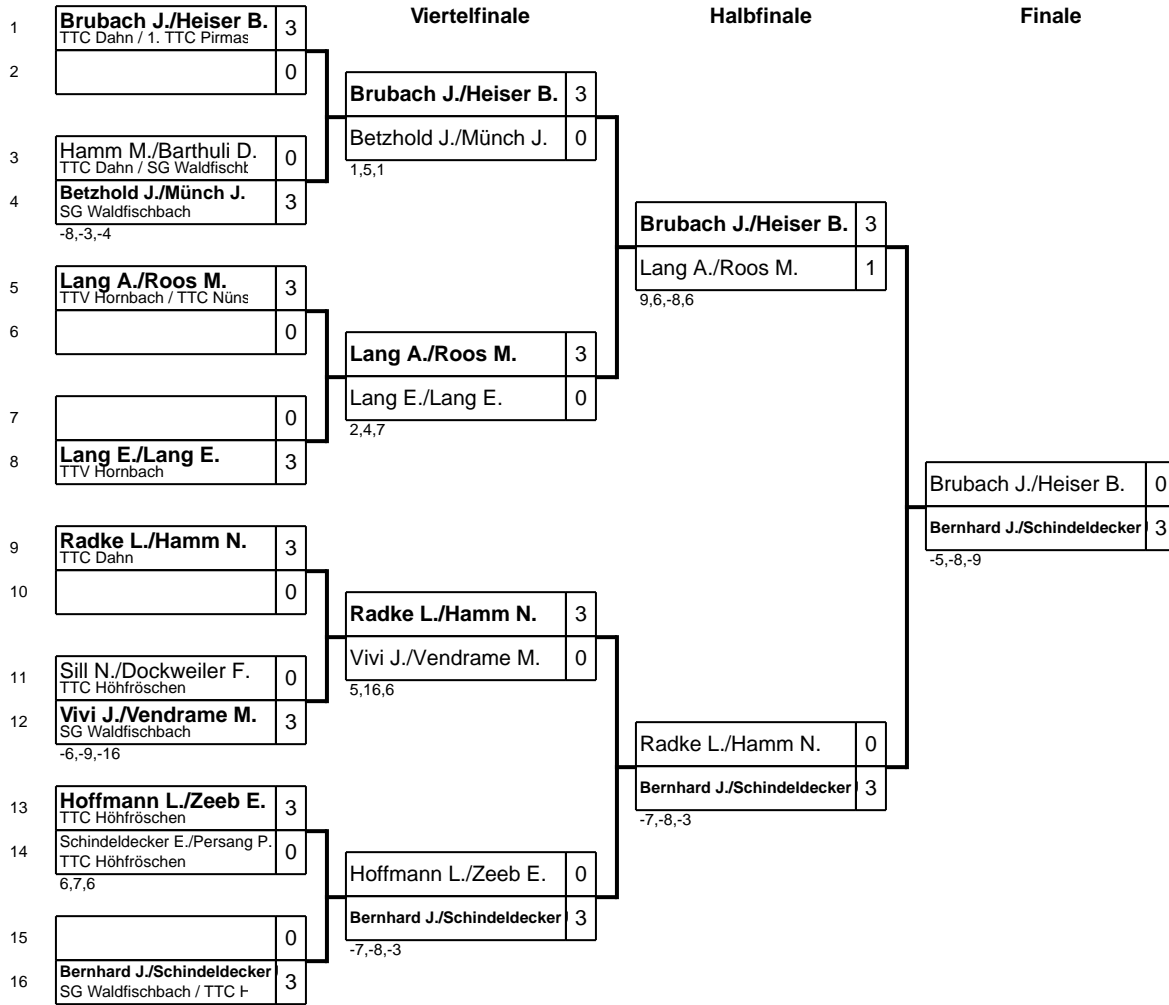 Viertelfinale
Halbfinale
Finale
1
Brubach J./Heiser B.
TTC Dahn / 1. TTC Pirmas
3
2
0
3
Hamm M./Barthuli D.
TTC Dahn / SG Waldfischb
0
4
Betzhold J./Münch J.
SG Waldfischbach
3
-8,-3,-4
5
Lang A./Roos M.
TTV Hornbach / TTC Nüns
3
6
0
7
0
8
Lang E./Lang E.
TTV Hornbach
3
9
Radke L./Hamm N.
TTC Dahn
3
10
0
11
Sill N./Dockweiler F.
TTC Höhfröschen
0
12
Vivi J./Vendrame M.
SG Waldfischbach
3
-6,-9,-16
13
Hoffmann L./Zeeb E.
TTC Höhfröschen
3
14
Schindeldecker E./Persang P.
TTC Höhfröschen
0
6,7,6
15
0
16
Bernhard J./Schindeldecker
SG Waldfischbach / TTC H
3
Brubach J./Heiser B. 3
Betzhold J./Münch J. 0
1,5,1
Lang A./Roos M. 3
Lang E./Lang E. 0
2,4,7
Radke L./Hamm N. 3
Vivi J./Vendrame M. 0
5,16,6
Hoffmann L./Zeeb E. 0
Bernhard J./Schindeldecker 3
-7,-8,-3
Brubach J./Heiser B. 3
Lang A./Roos M. 1
9,6,-8,6
Radke L./Hamm N. 0
Bernhard J./Schindeldecker 3
-7,-8,-3
Brubach J./Heiser B. 0
Bernhard J./Schindeldecker 3
-5,-8,-9